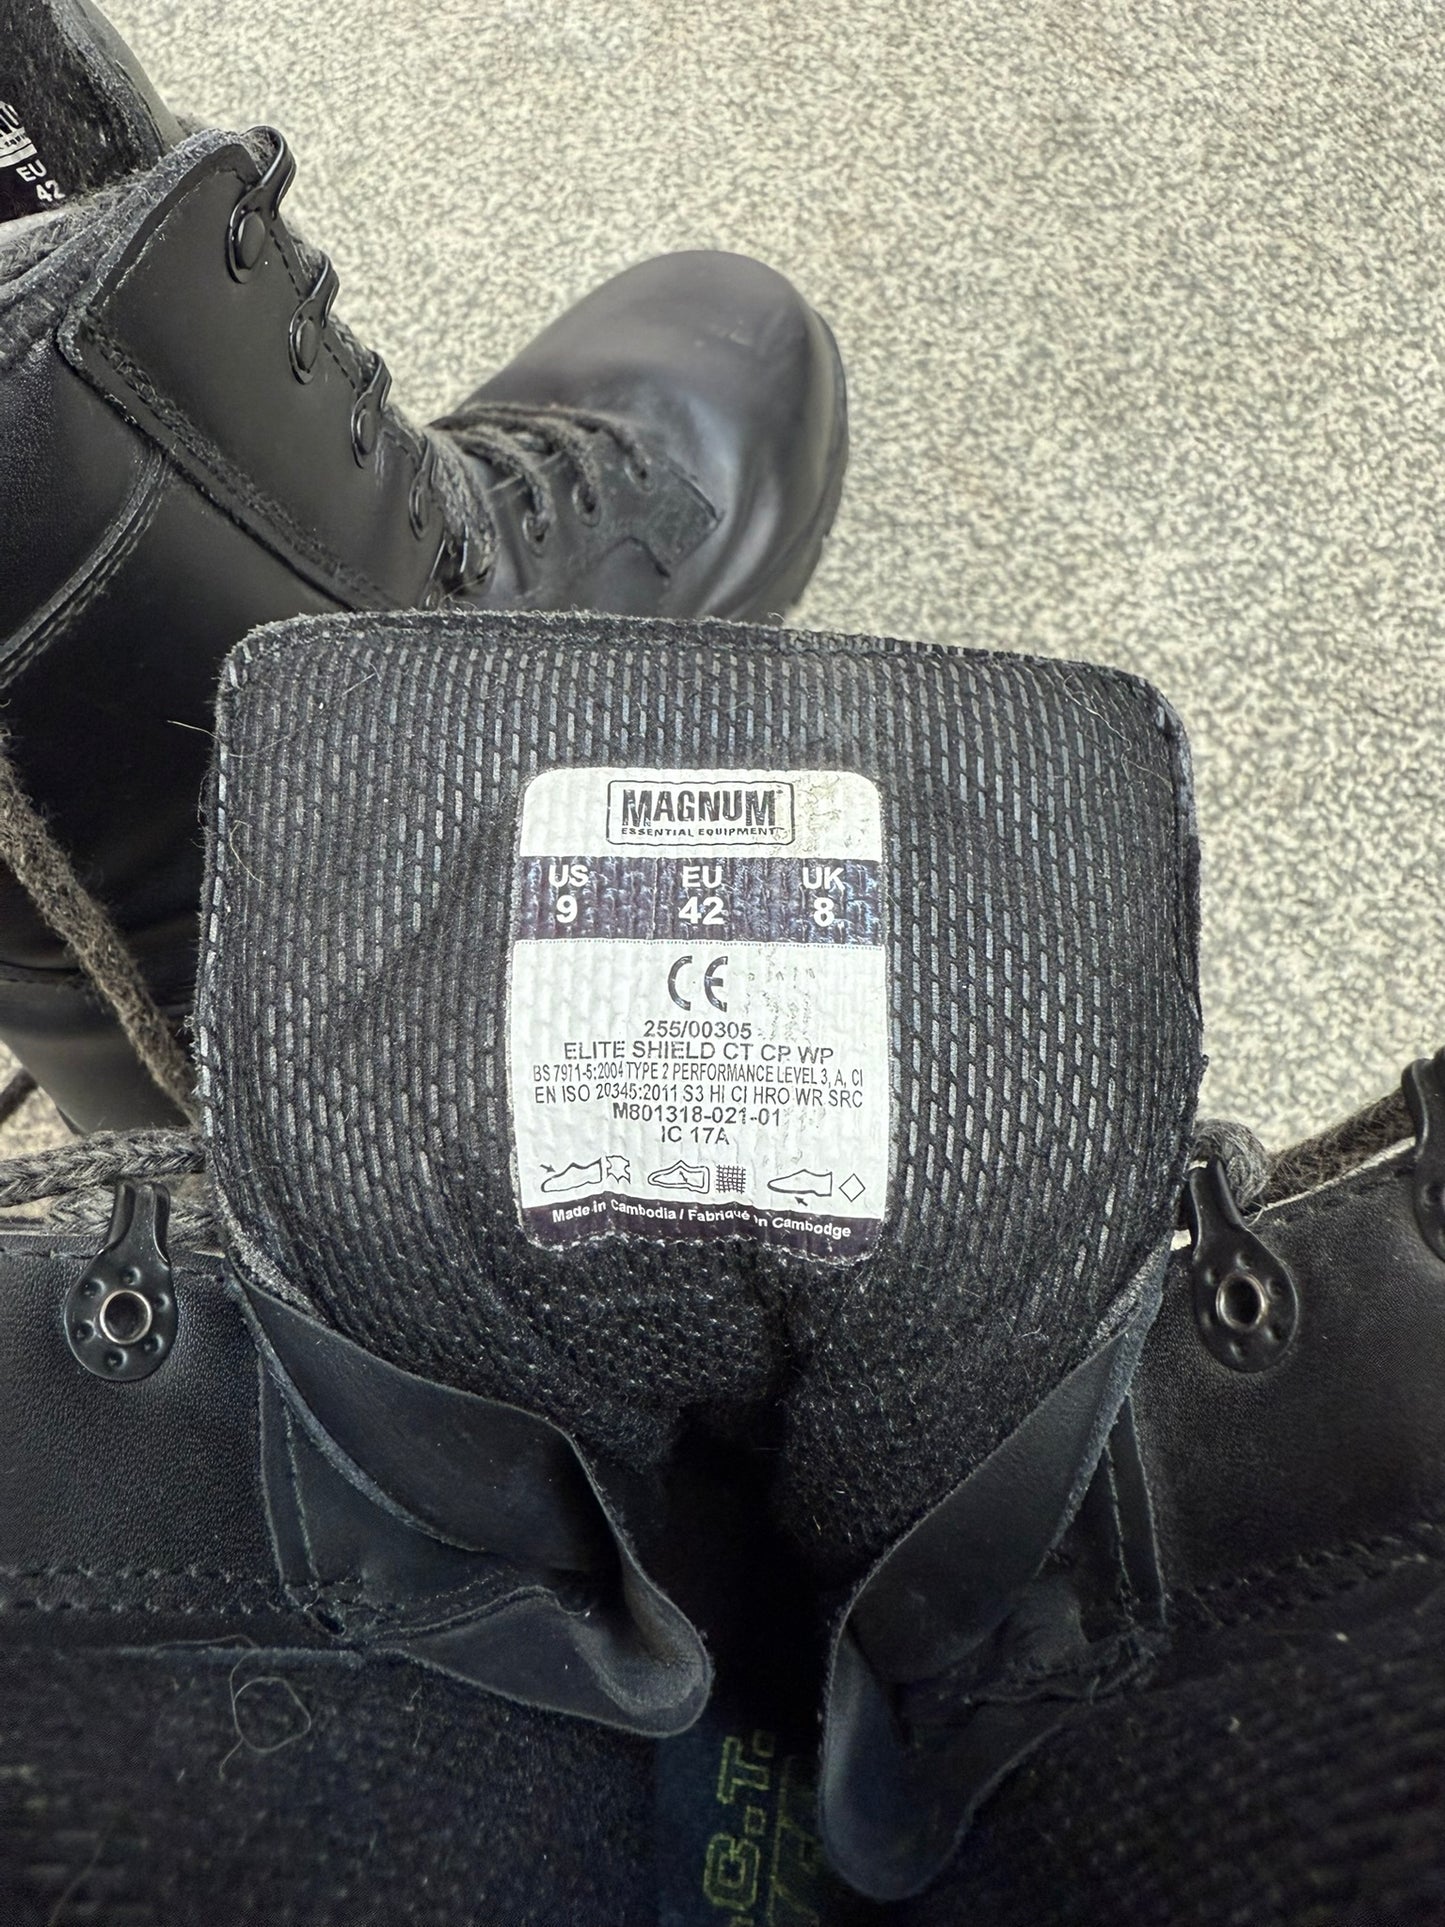 EU
42
MAGNUM
ESSENTIAL EQUIPMENT
US EU UK
9 42 8
CE
255/00305
ELITE SHIELD CT CP WP
BS 7971-5:2004 TYPE 2 PERFORMANCE LEVEL 3, A, CI
EN ISO 20345:2011 S3 HI CI HRO WR SRC
M801318-021-01
IC 17A
Made in Cambodia / Fabriqué en Cambodge